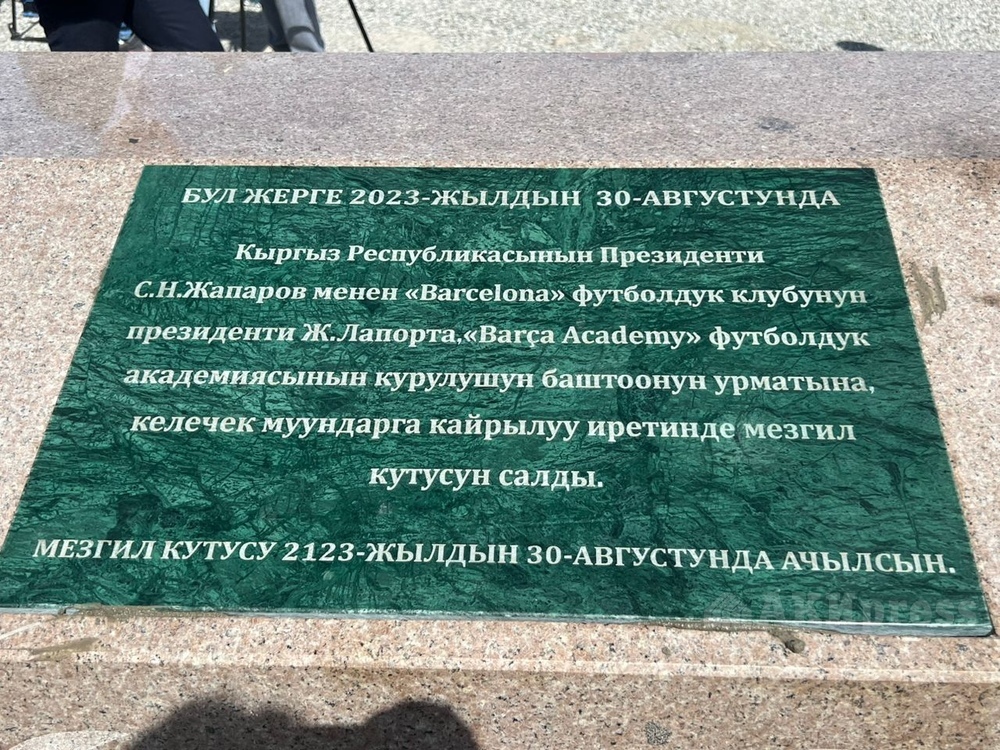 БУЛ ЖЕРГЕ 2023-ЖЫЛДЫН 30-АВГУСТУНДА
Кыргыз Республикасынын Президенти
С.Н.Жапаров менен «Barcelona» футболдук клубунун
президенти Ж.Лапорта,«Barça Academy» футболдук
академиясынын курулушун баштоонун урматына,
келечек муундарга кайрылуу иретинде мезгил
кутусун салды.
МЕЗГИЛ КУТУСУ 2123-ЖЫЛДЫН 30-АВГУСТУНДА АЧЫЛСЫН.
AKIpress